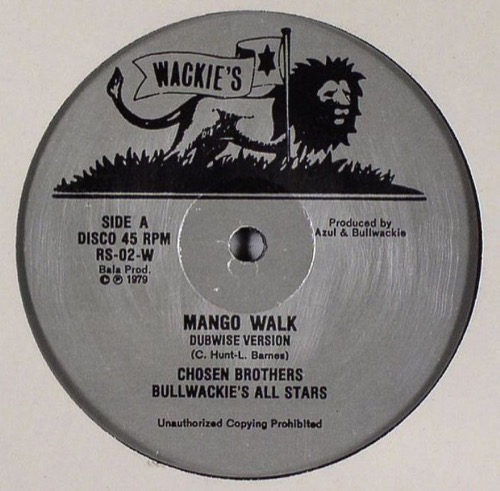 WACKIE'S
SIDE A
DISCO 45 RPM
RS-02-W
Bala Prod.
© ℗ 1979
Produced by
Azul & Bullwackie
MANGO WALK
DUBWISE VERSION
(C. Hunt-L. Barnes)
CHOSEN BROTHERS
BULLWACKIE'S ALL STARS
Unauthorized Copying Prohibited